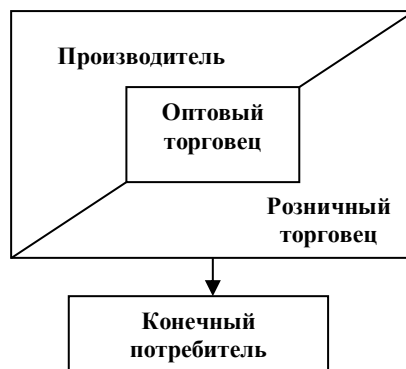 Производитель
Оптовый
торговец
Розничный
торговец
Конечный
потребитель